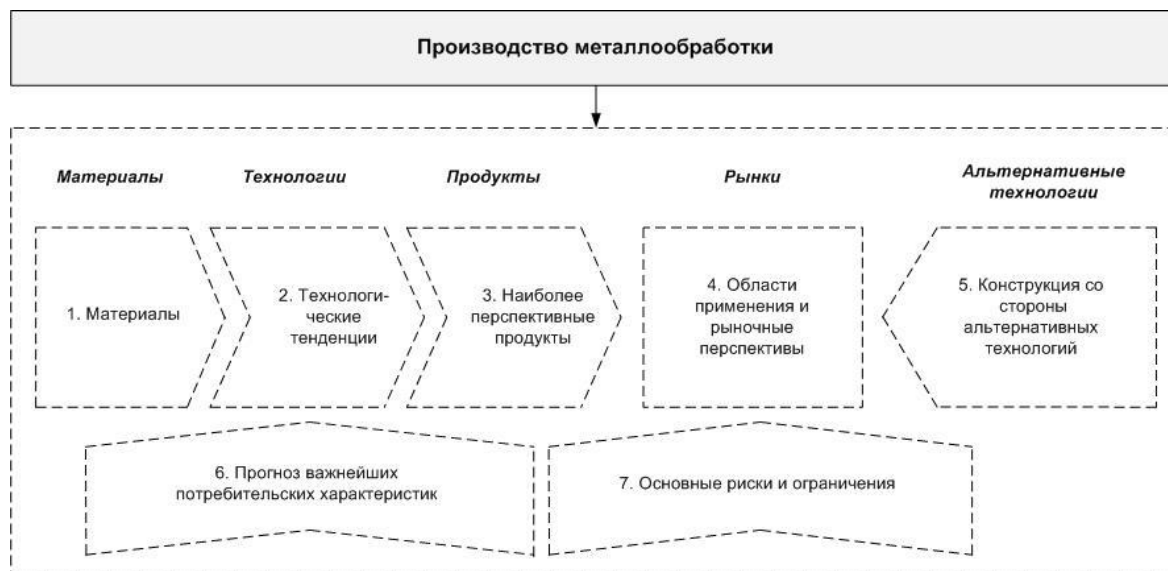 Производство металлообработки
Материалы
Технологии
Продукты
Рынки
Альтернативные
технологии
1. Материалы
2. Технологи-
ческие
тенденции
3. Наиболее
перспективные
продукты
4. Области
применения и
рыночные
перспективы
5. Конструкция со
стороны
альтернативных
технологий
6. Прогноз важнейших
потребительских характеристик
7. Основные риски и ограничения